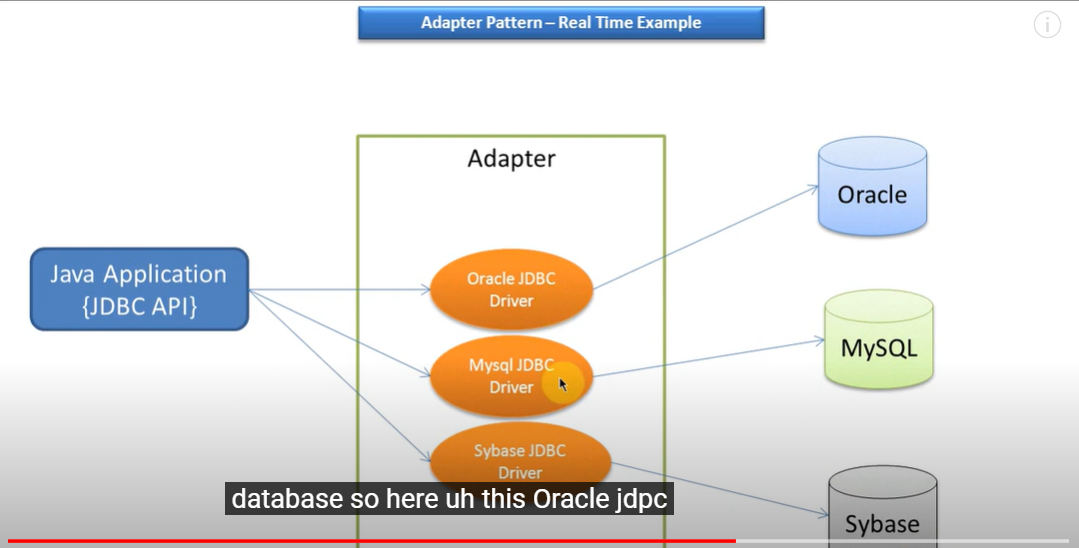 Adapter Pattern – Real Time Example
Adapter
Oracle
Java Application
{JDBC API}
Oracle JDBC
Driver
Mysql JDBC
Driver
MySQL
Sybase JDBC
Driver
Sybase
database so here uh this Oracle jdpc